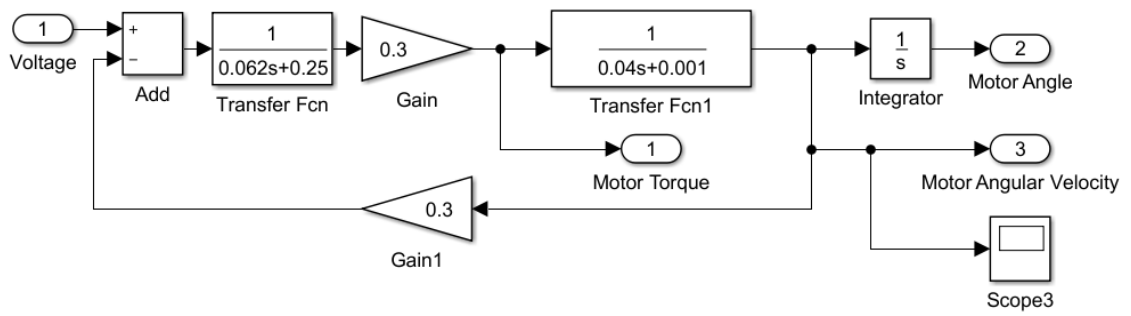 1
Voltage
+
−
Add
1
0.062s+0.25
Transfer Fcn
0.3
Gain
1
0.04s+0.001
Transfer Fcn1
1
s
Integrator
2
Motor Angle
1
Motor Torque
3
Motor Angular Velocity
0.3
Gain1
Scope3